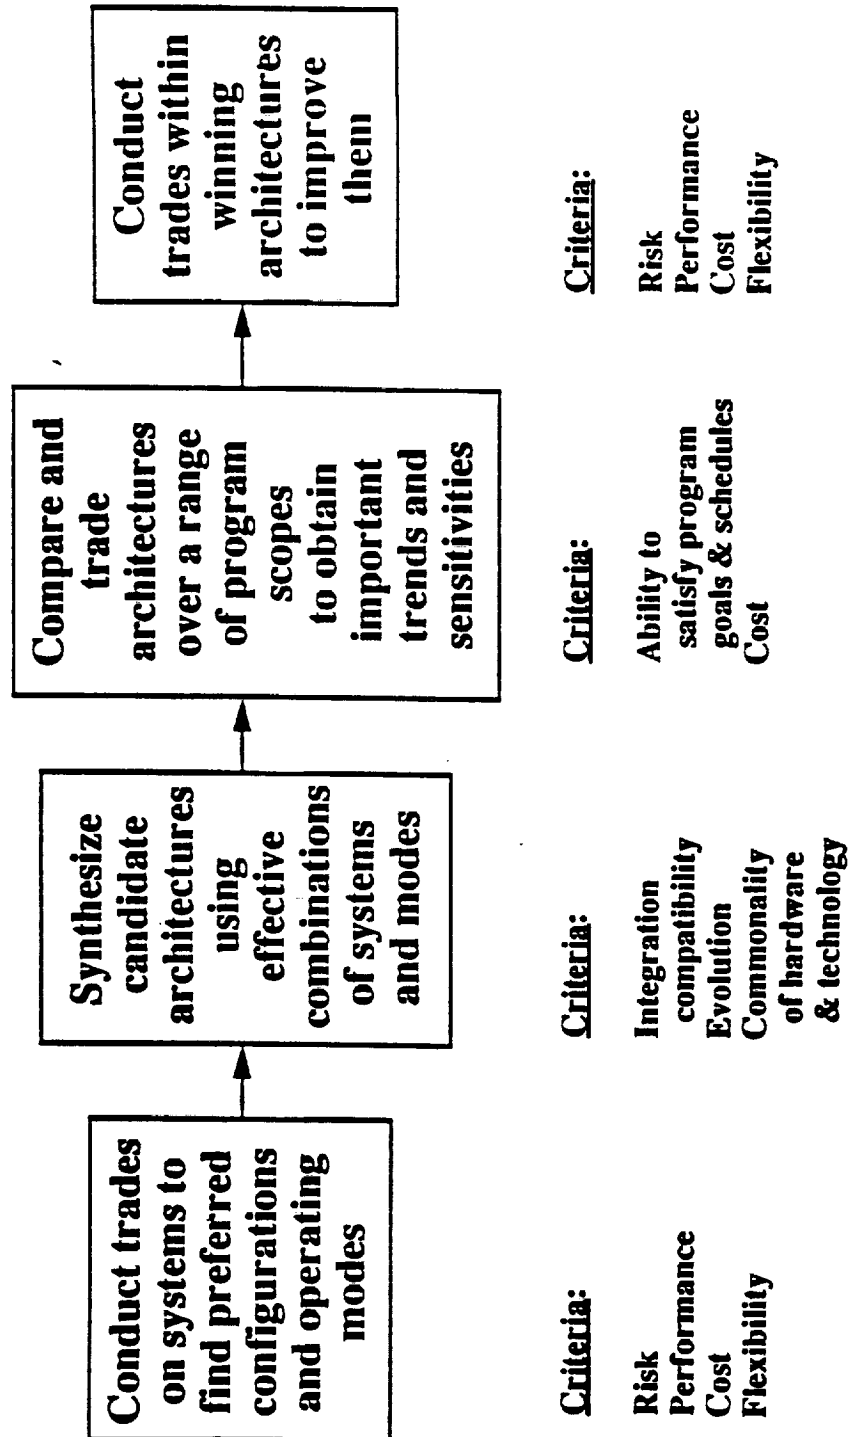 Conduct trades
on systems to
find preferred
configurations
and operating
modes
Synthesize
candidate
architectures
using
effective
combinations
of systems
and modes
Compare and
trade
architectures
over a range
of program
scopes
to obtain
important
trends and
sensitivities
Conduct
trades within
winning
architectures
to improve
them
Criteria:
Risk
Performance
Cost
Flexibility
Criteria:
Integration
compatibility
Evolution
Commonality
of hardware
& technology
Criteria:
Ability to
satisfy program
goals & schedules
Cost
Criteria:
Risk
Performance
Cost
Flexibility